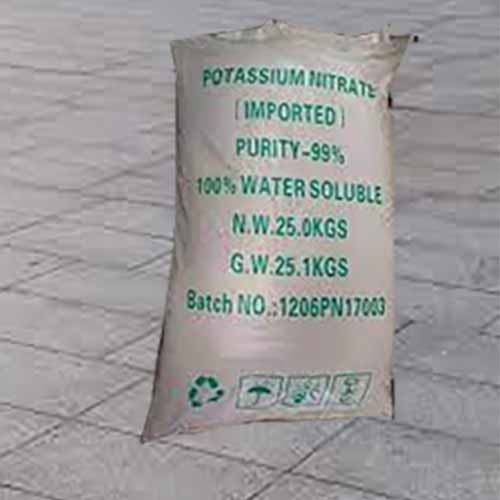 POTASSIUM NITRATE
[IMPORTED]
PURITY-99%
100% WATER SOLUBLE
N.W.25.0KGS
G.W.25.1KGS
Batch NO.:1206PN17003